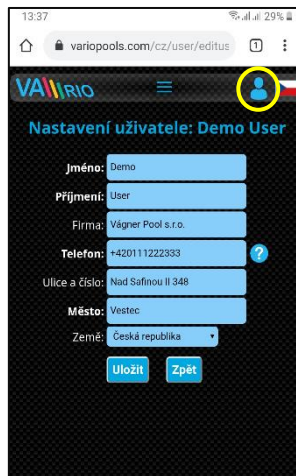 13:37 29%
variopools.com/cz/user/editus 1
VARIO
Nastavení uživatele: Demo User
Jméno: Demo
Příjmení: User
Firma: Vágner Pool s.r.o.
Telefon: +420111222333 ?
Ulice a číslo: Nad Safinou II 348
Město: Vestec
Země: Česká republika
Uložit Zpět